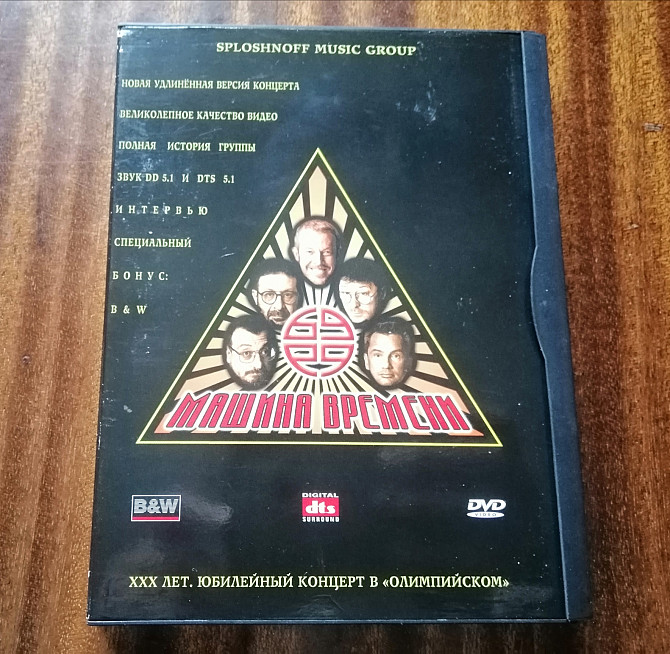 SPLOSHNOFF MUSIC GROUP
НОВАЯ УДЛИНЁННАЯ ВЕРСИЯ КОНЦЕРТА
ВЕЛИКОЛЕПНОЕ КАЧЕСТВО ВИДЕО
ПОЛНАЯ ИСТОРИЯ ГРУППЫ
ЗВУК DD 5.1 И DTS 5.1
ИНТЕРВЬЮ
СПЕЦИАЛЬНЫЙ
БОНУС:
B & W
МАШИНА ВРЕМЕНИ
B&W
DIGITAL
dts
SURROUND
DVD
VIDEO
XXX ЛЕТ. ЮБИЛЕЙНЫЙ КОНЦЕРТ В «ОЛИМПИЙСКОМ»